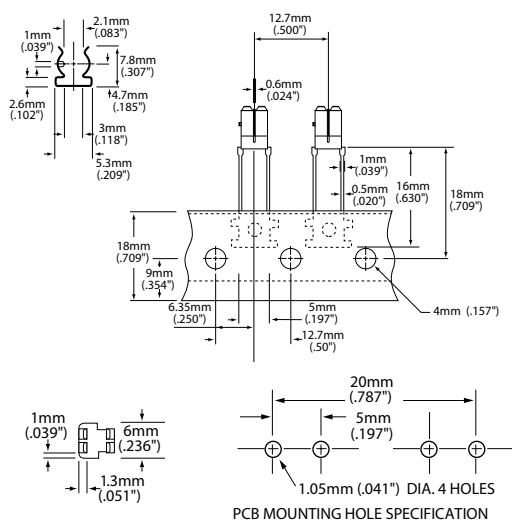 2.1mm
(.083")
1mm
(.039")
7.8mm
(.307")
2.6mm
(.102")
4.7mm
(.185")
3mm
(.118")
5.3mm
(.209")
12.7mm
(.500")
0.6mm
(.024")
1mm
(.039")
0.5mm
(.020")
16mm
(.630")
18mm
(.709")
18mm
(.709")
9mm
(.354")
6.35mm
(.250")
5mm
(.197")
12.7mm
(.50")
4mm (.157")
1mm
(.039")
6mm
(.236")
1.3mm
(.051")
20mm
(.787")
5mm
(.197")
1.05mm (.041") DIA. 4 HOLES
PCB MOUNTING HOLE SPECIFICATION